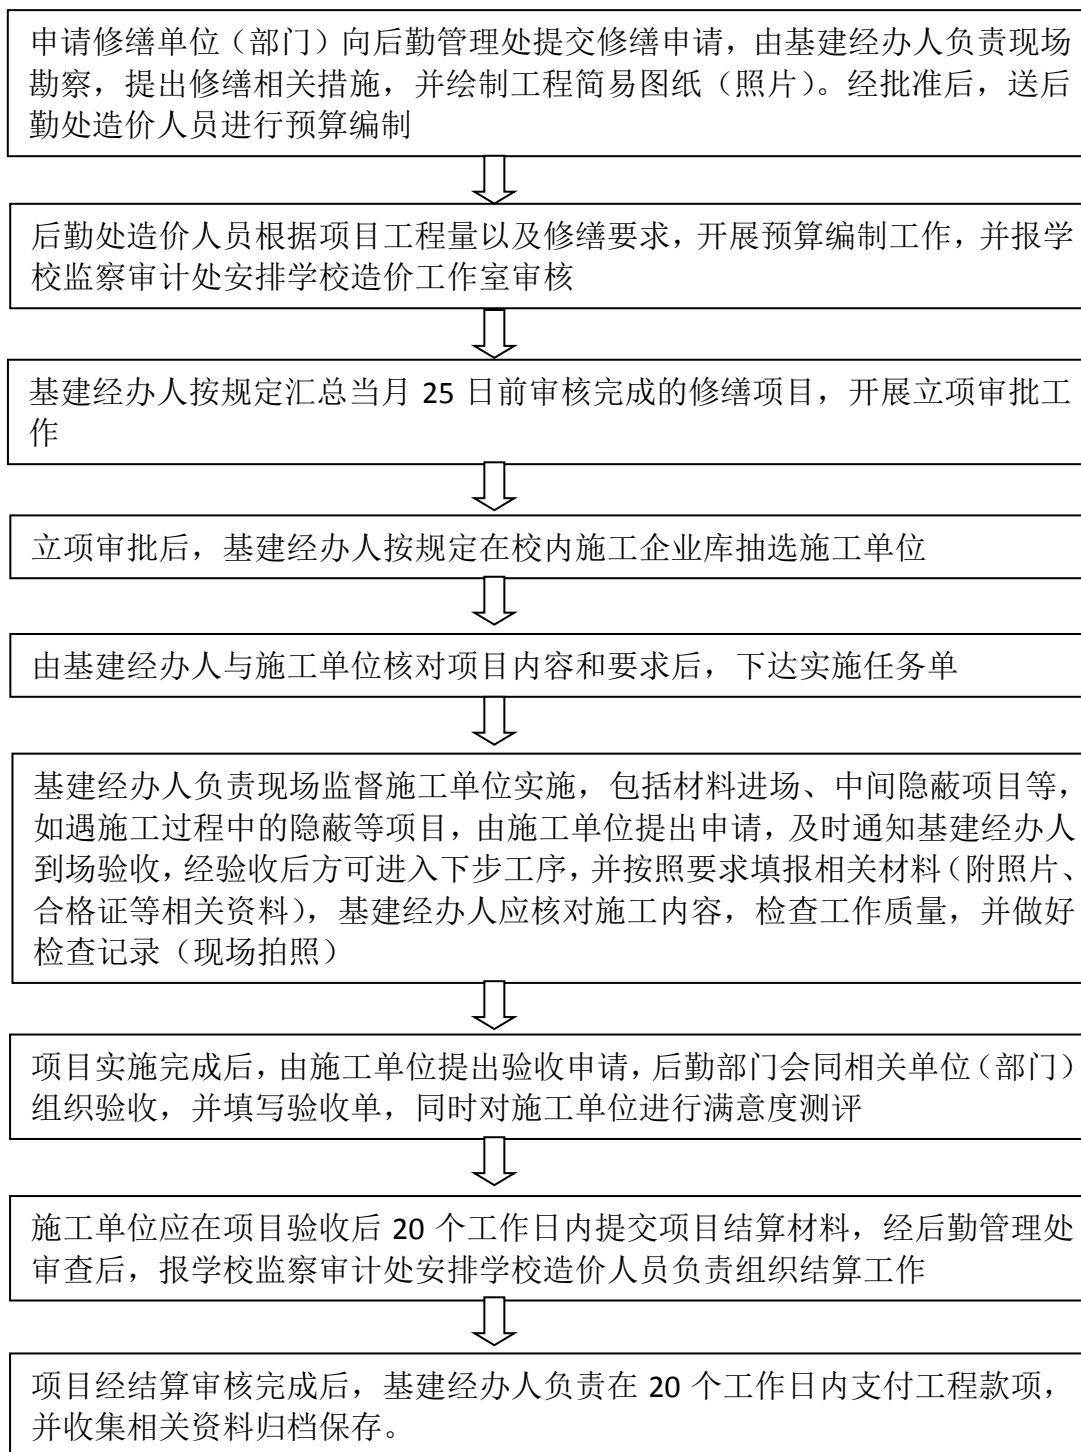 申请修缮单位（部门）向后勤管理处提交修缮申请，由基建经办人负责现场
勘察，提出修缮相关措施，并绘制工程简易图纸（照片）。经批准后，送后
勤处造价人员进行预算编制
后勤处造价人员根据项目工程量以及修缮要求，开展预算编制工作，并报学
校监察审计处安排学校造价工作室审核
基建经办人按规定汇总当月 25 日前审核完成的修缮项目，开展立项审批工
作
立项审批后，基建经办人按规定在校内施工企业库抽选施工单位
由基建经办人与施工单位核对项目内容和要求后，下达实施任务单
基建经办人负责现场监督施工单位实施，包括材料进场、中间隐蔽项目等，
如遇施工过程中的隐蔽等项目，由施工单位提出申请，及时通知基建经办人
到场验收，经验收后方可进入下步工序，并按照要求填报相关材料（附照片、
合格证等相关资料），基建经办人应核对施工内容，检查工作质量，并做好
检查记录（现场拍照）
项目实施完成后，由施工单位提出验收申请，后勤部门会同相关单位（部门）
组织验收，并填写验收单，同时对施工单位进行满意度测评
施工单位应在项目验收后 20 个工作日内提交项目结算材料，经后勤管理处
审查后，报学校监察审计处安排学校造价人员负责组织结算工作
项目经结算审核完成后，基建经办人负责在 20 个工作日内支付工程款项，
并收集相关资料归档保存。